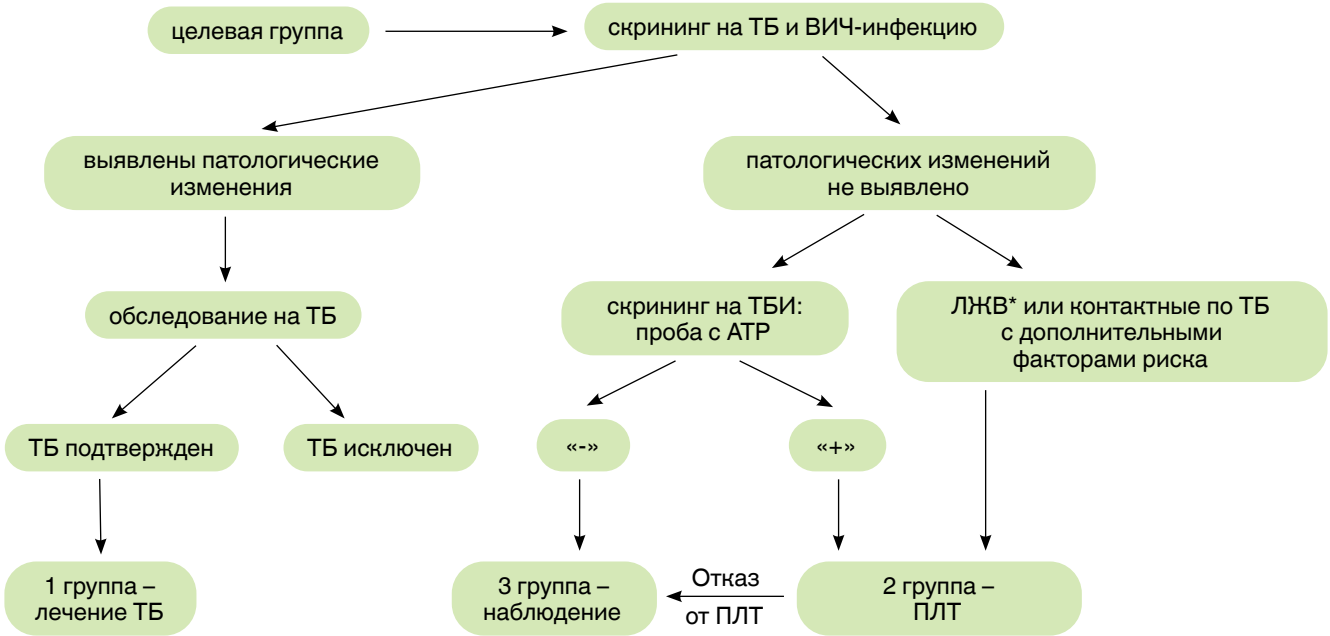 целевая группа
скрининг на ТБ и ВИЧ-инфекцию
выявлены патологические
изменения
патологических изменений
не выявлено
обследование на ТБ
скрининг на ТБИ:
проба с АТР
ЛЖВ* или контактные по ТБ
с дополнительными
факторами риска
ТБ подтвержден
ТБ исключен
«-»
«+»
1 группа –
лечение ТБ
3 группа –
наблюдение
Отказ
от ПЛТ
2 группа –
ПЛТ